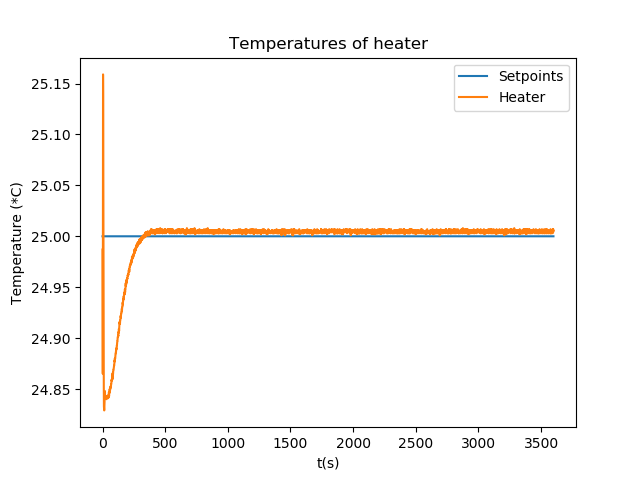 Temperatures of heater
Setpoints
Heater
25.15
25.10
25.05
25.00
24.95
24.90
24.85
Temperature (*C)
0 500 1000 1500 2000 2500 3000 3500
t(s)